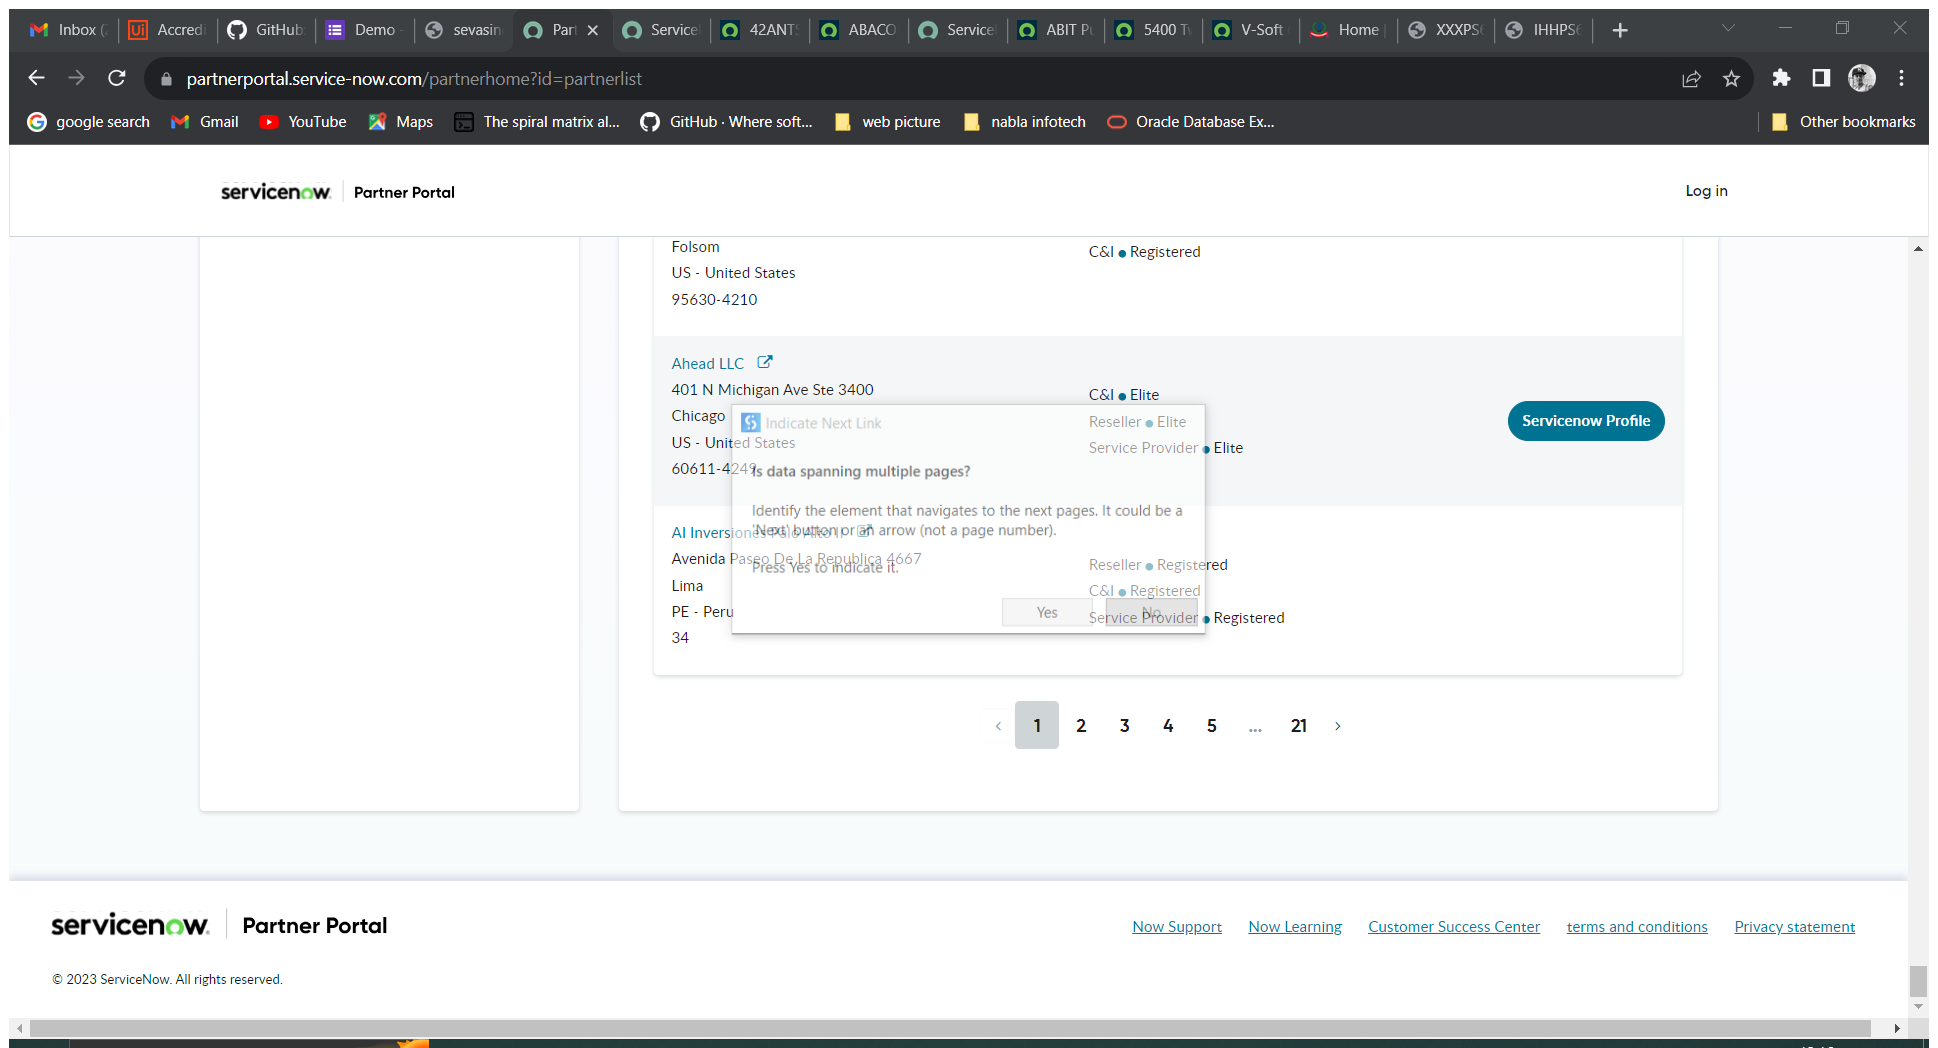 Inbox (
Accredi
GitHub:
Demo -
sevasin
Part
Service
42ANTS
ABACO
Service
ABIT Pu
5400 Tw
V-Soft
Home |
XXXPS
IHHPS
partnerportal.service-now.com/partnerhome?id=partnerlist
google search
Gmail
YouTube
Maps
The spiral matrix al...
GitHub · Where soft...
web picture
nabla infotech
Oracle Database Ex...
Other bookmarks
servicenow Partner Portal
Log in
Folsom
C&I ● Registered
US - United States
95630-4210
Ahead LLC
401 N Michigan Ave Ste 3400
C&I ● Elite
Chicago
Reseller ● Elite
US - United States
Service Provider ● Elite
60611-4249
Servicenow Profile
Indicate Next Link
Is data spanning multiple pages?
Identify the element that navigates to the next pages. It could be a
'Next' button or an arrow (not a page number).
Press Yes to indicate it.
Yes
No
AI Inversiones Palo Alto II
Avenida Paseo De La Republica 4667
Reseller ● Registered
Lima
C&I ● Registered
PE - Peru
Service Provider ● Registered
34
‹ 1 2 3 4 5 ... 21 ›
servicenow. Partner Portal
Now Support
Now Learning
Customer Success Center
terms and conditions
Privacy statement
© 2023 ServiceNow. All rights reserved.